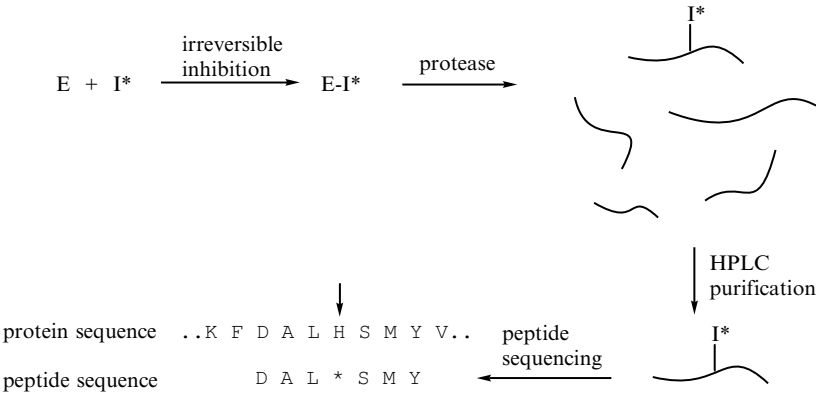 I*
irreversible
inhibition
E + I*
E-I*
protease
HPLC
purification
I*
protein sequence ..K F D A L H S M Y V..
peptide
sequencing
peptide sequence D A L * S M Y